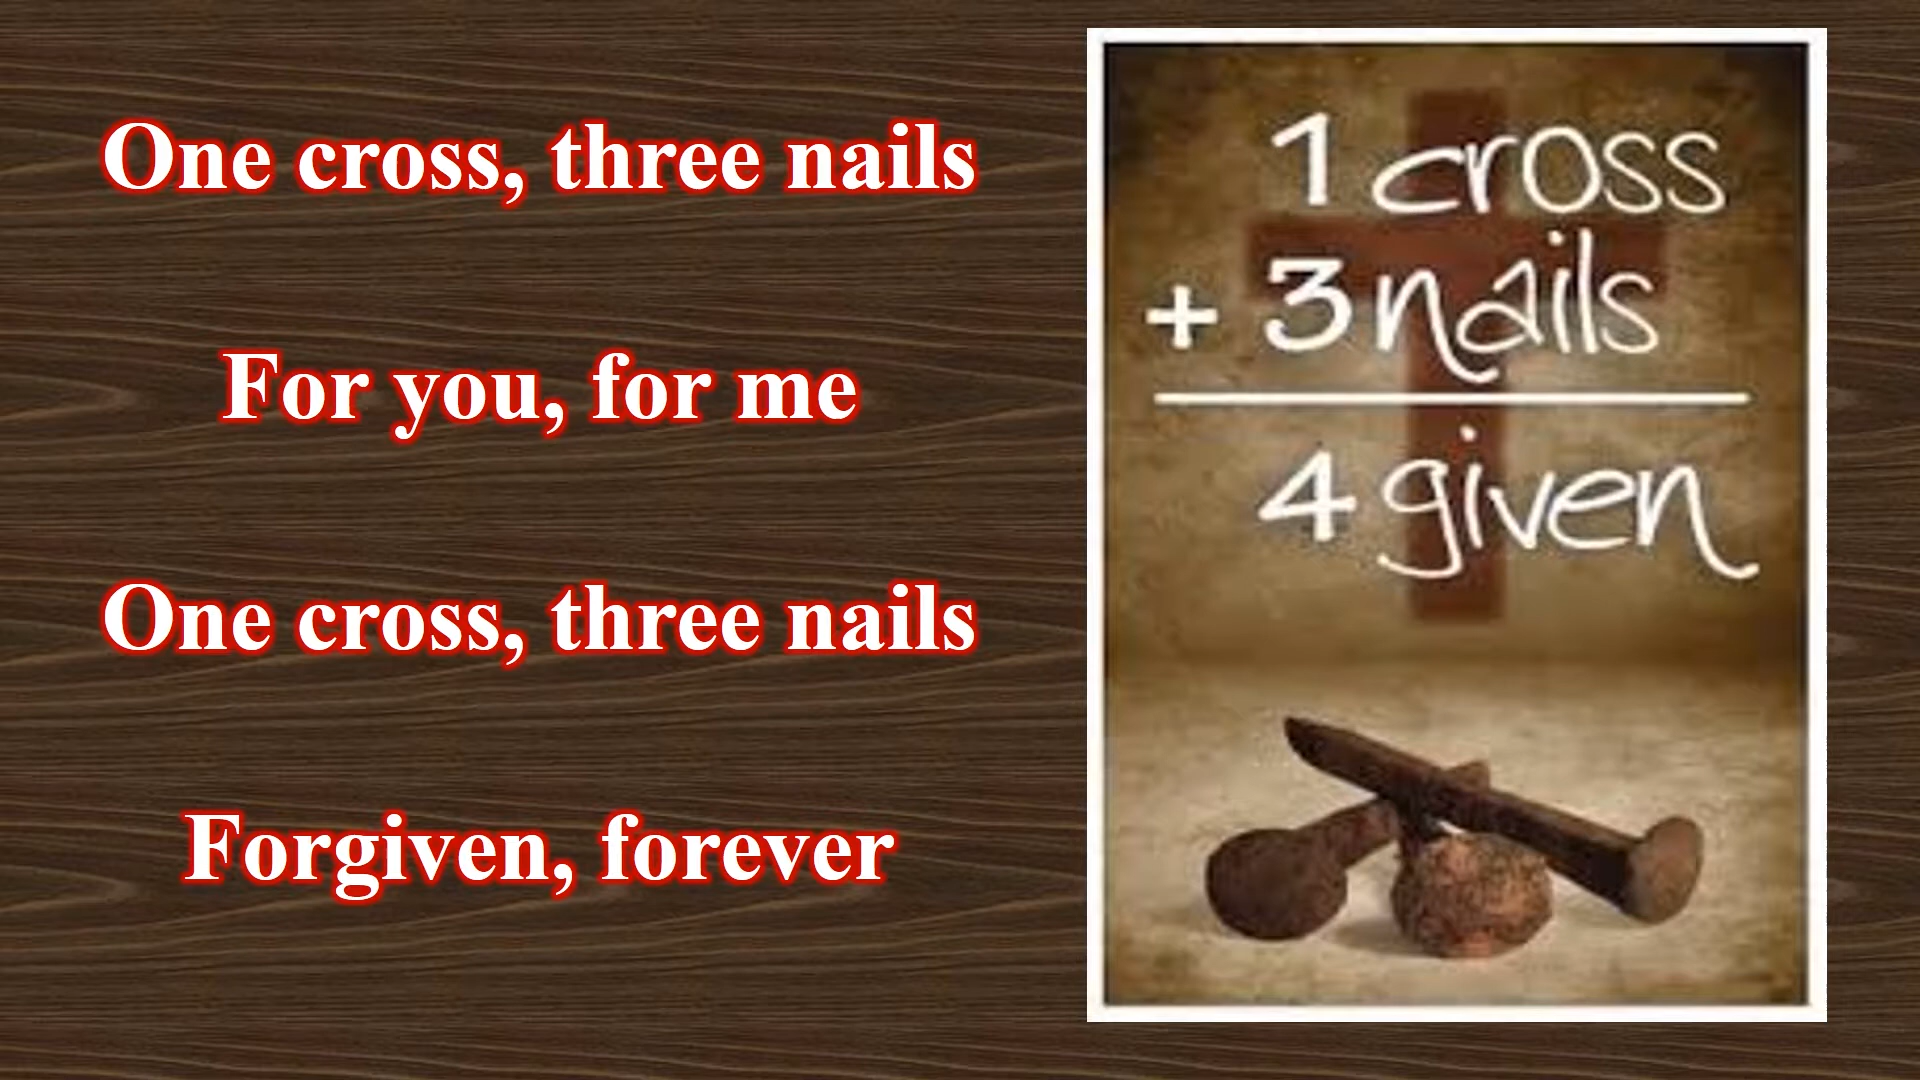 One cross, three nails
For you, for me
One cross, three nails
Forgiven, forever
1 cross
+ 3 nails
4 given